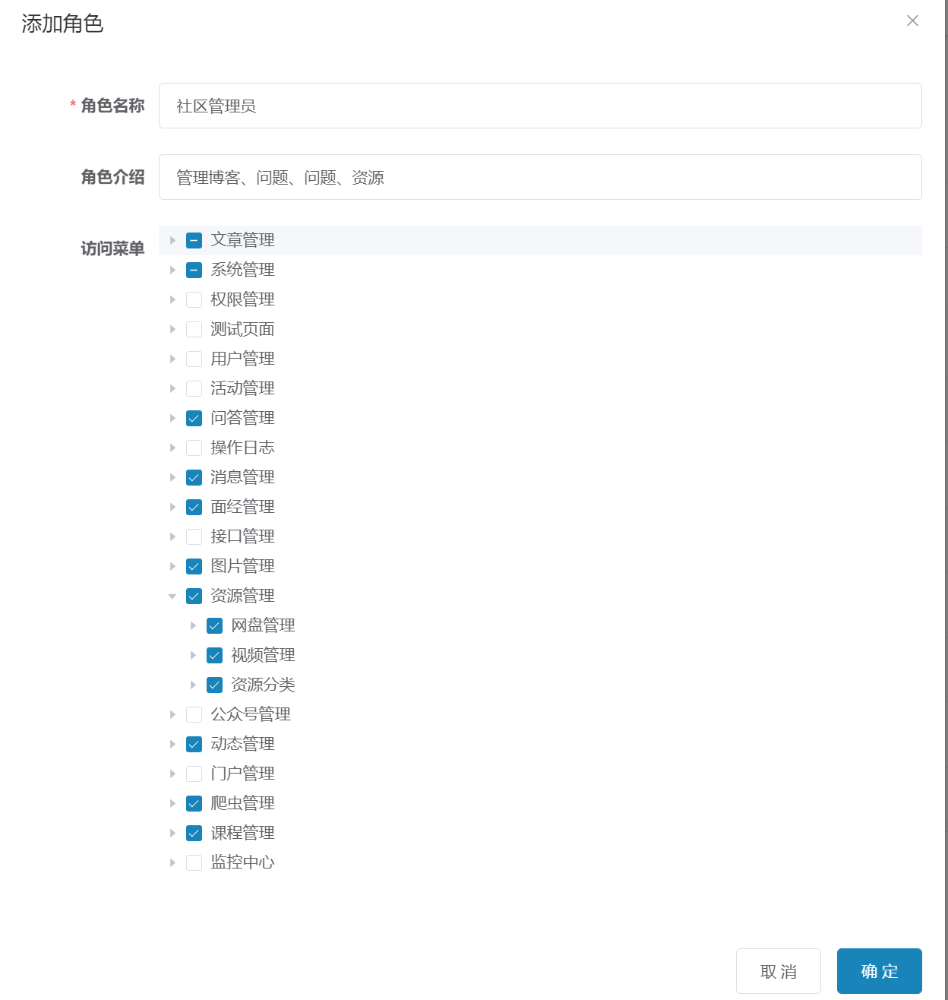 添加角色
* 角色名称 社区管理员
角色介绍 管理博客、问题、问题、资源
访问菜单 文章管理
系统管理
权限管理
测试页面
用户管理
活动管理
问答管理
操作日志
消息管理
面经管理
接口管理
图片管理
资源管理
网盘管理
视频管理
资源分类
公众号管理
动态管理
门户管理
爬虫管理
课程管理
监控中心
取 消 确 定